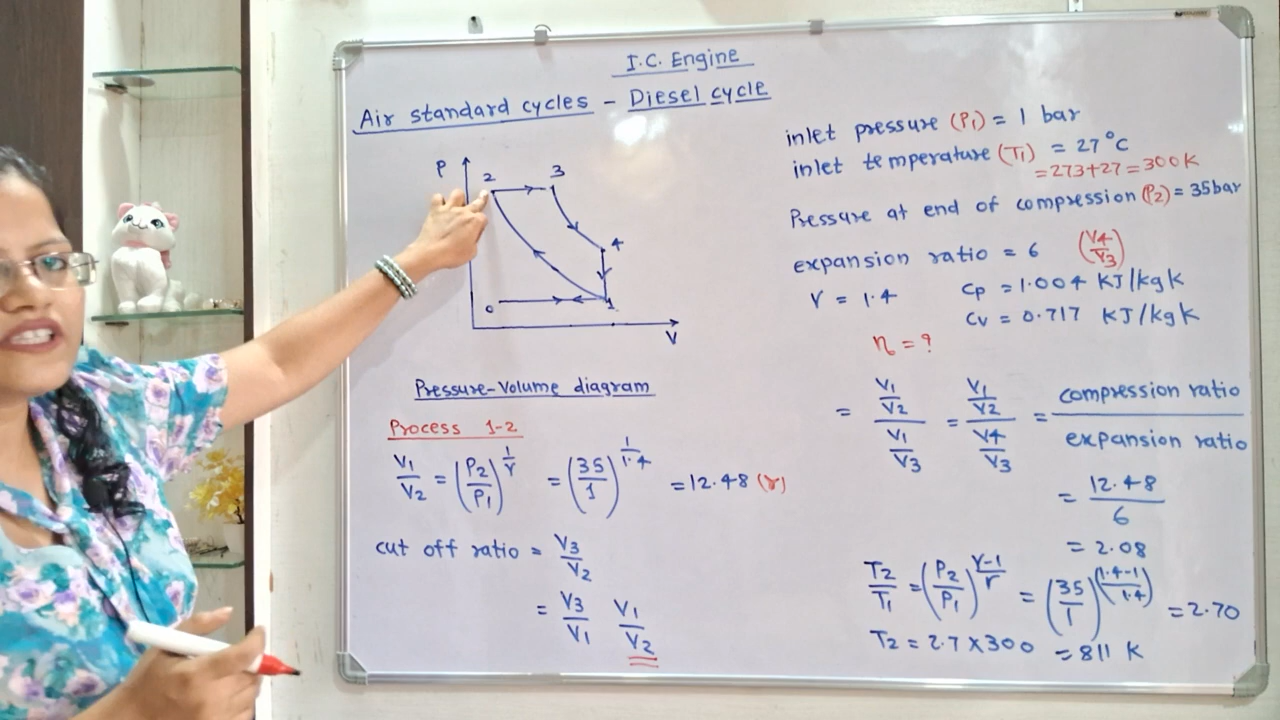 I.C. Engine
Air standard cycles - Diesel cycle
P
2
3
4
0
1
V
Pressure-Volume diagram
Process 1-2
V1/V2 = (P2/P1)^(1/γ) = (35/1)^(1/1.4) = 12.48 (r)
cut off ratio = V3/V2
= V3/V1 V1/V2
inlet pressure (P1) = 1 bar
inlet temperature (T1) = 27°C
= 273+27 = 300 K
Pressure at end of compression (P2) = 35 bar
expansion ratio = 6 (V4/V3)
γ = 1.4 Cp = 1.004 KJ/kg K
Cv = 0.717 KJ/kg K
η = ?
= (V1/V2)/(V1/V3) = (V1/V2)/(V4/V3) = compression ratio/expansion ratio
= 12.48/6
= 2.08
T2/T1 = (P2/P1)^((γ-1)/γ) = (35/1)^((1.4-1)/1.4) = 2.70
T2 = 2.7 × 300 = 811 K